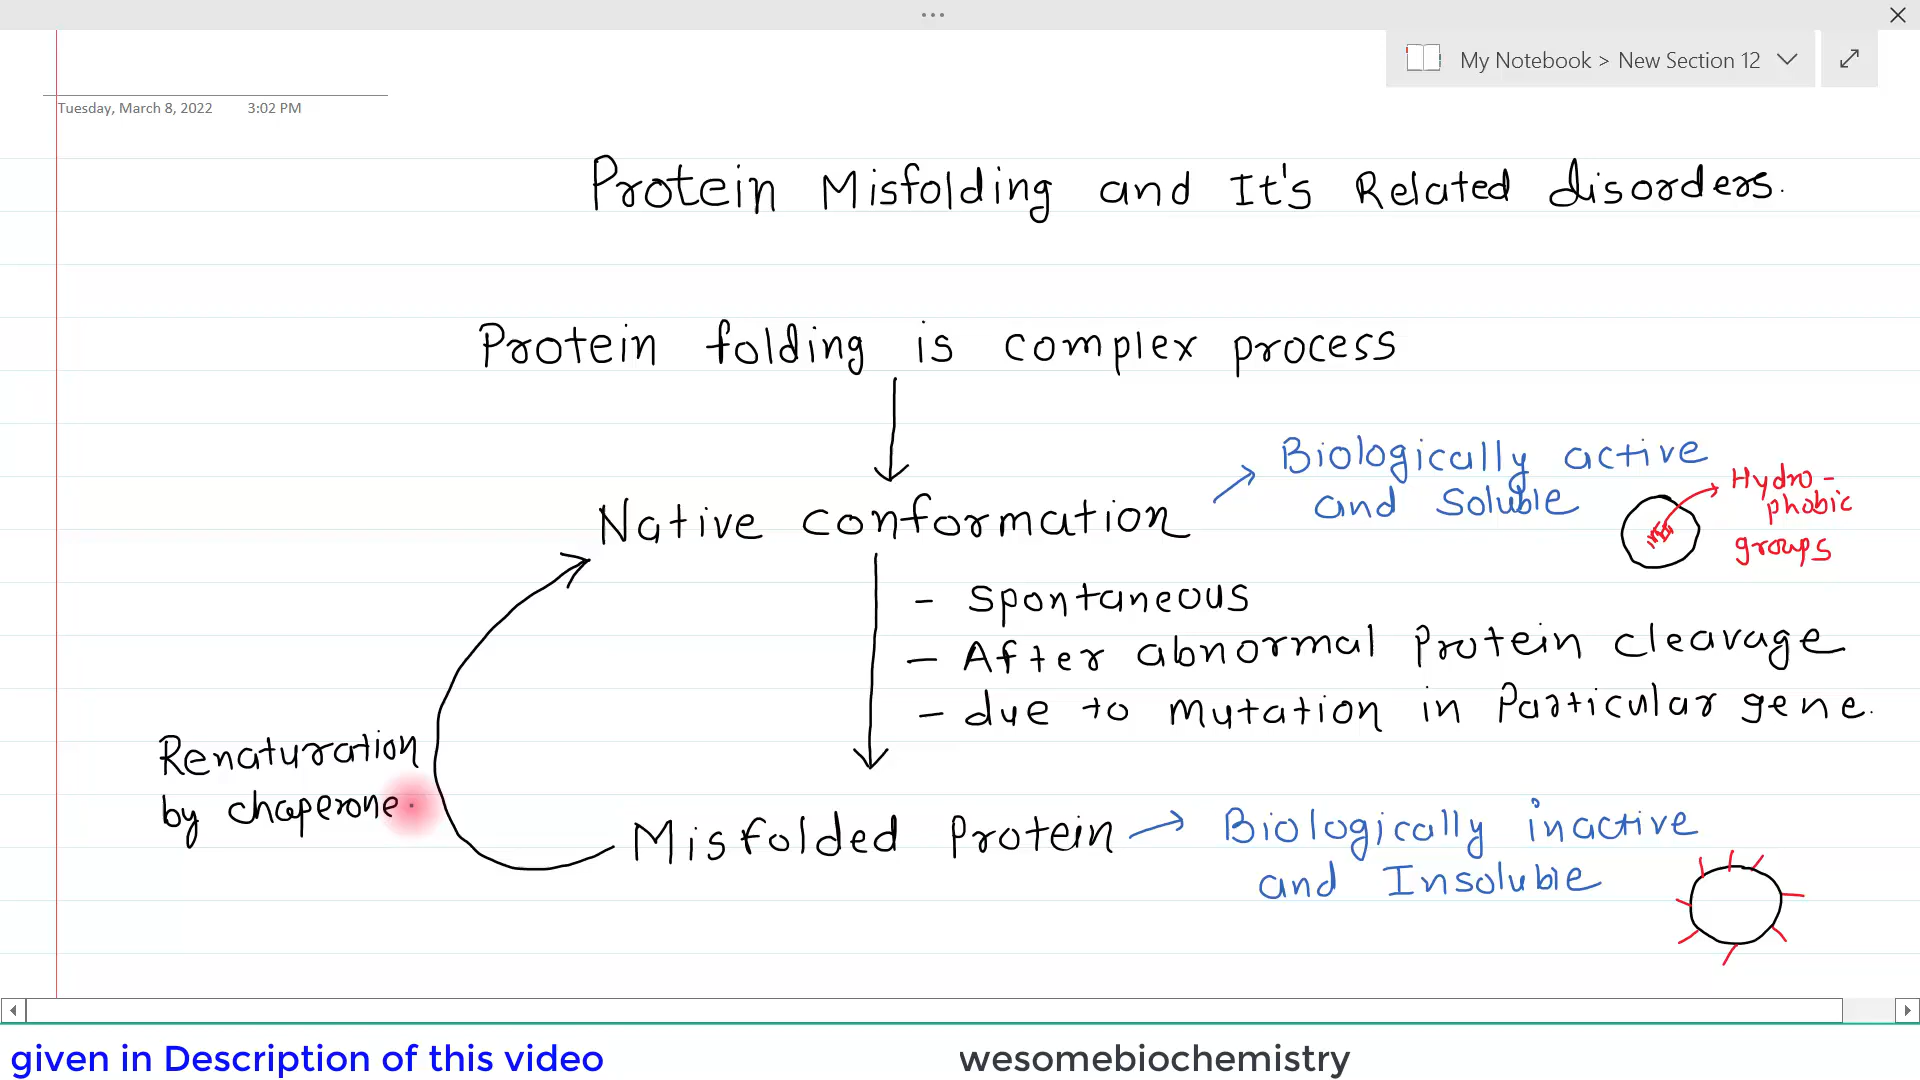 My Notebook > New Section 12
Tuesday, March 8, 2022 3:02 PM
Protein Misfolding and It's Related disorders.
Protein folding is complex process
Native conformation
Biologically active
and Soluble
Hydro-
phobic
groups
- Spontaneous
- After abnormal Protein cleavage
- due to mutation in Particular gene.
Renaturation
by chaperone
Misfolded Protein
Biologically inactive
and Insoluble
given in Description of this video
wesomebiochemistry